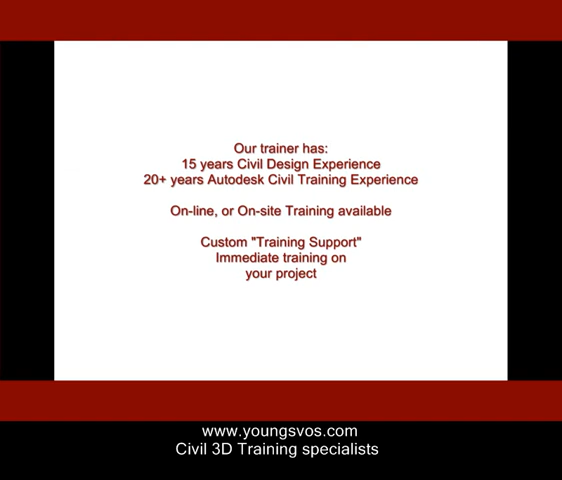 Our trainer has:
15 years Civil Design Experience
20+ years Autodesk Civil Training Experience
On-line, or On-site Training available
Custom "Training Support"
Immediate training on
your project
www.youngsvos.com
Civil 3D Training specialists